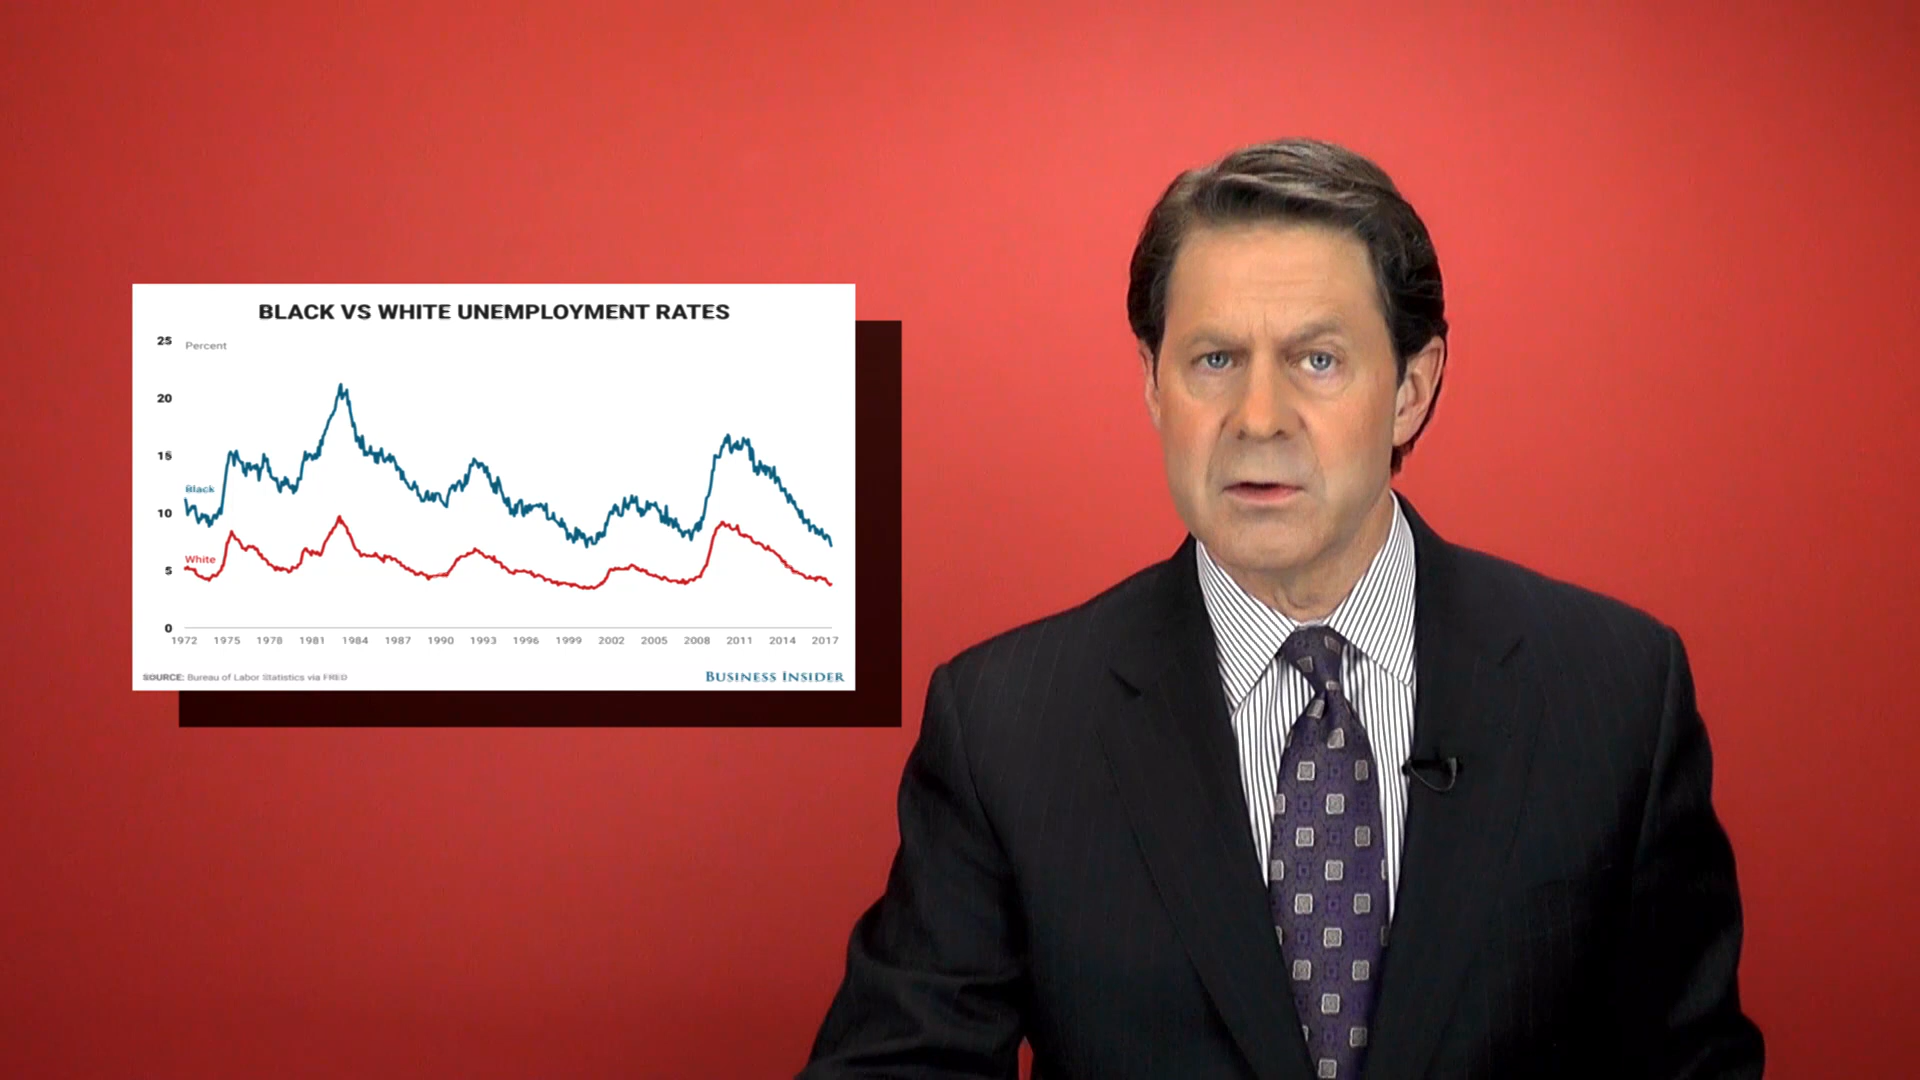 BLACK VS WHITE UNEMPLOYMENT RATES
25 Percent
20
15
Black
10
White
5
0
1972 1975 1978 1981 1984 1987 1990 1993 1996 1999 2002 2005 2008 2011 2014 2017
SOURCE: Bureau of Labor Statistics via FRED BUSINESS INSIDER